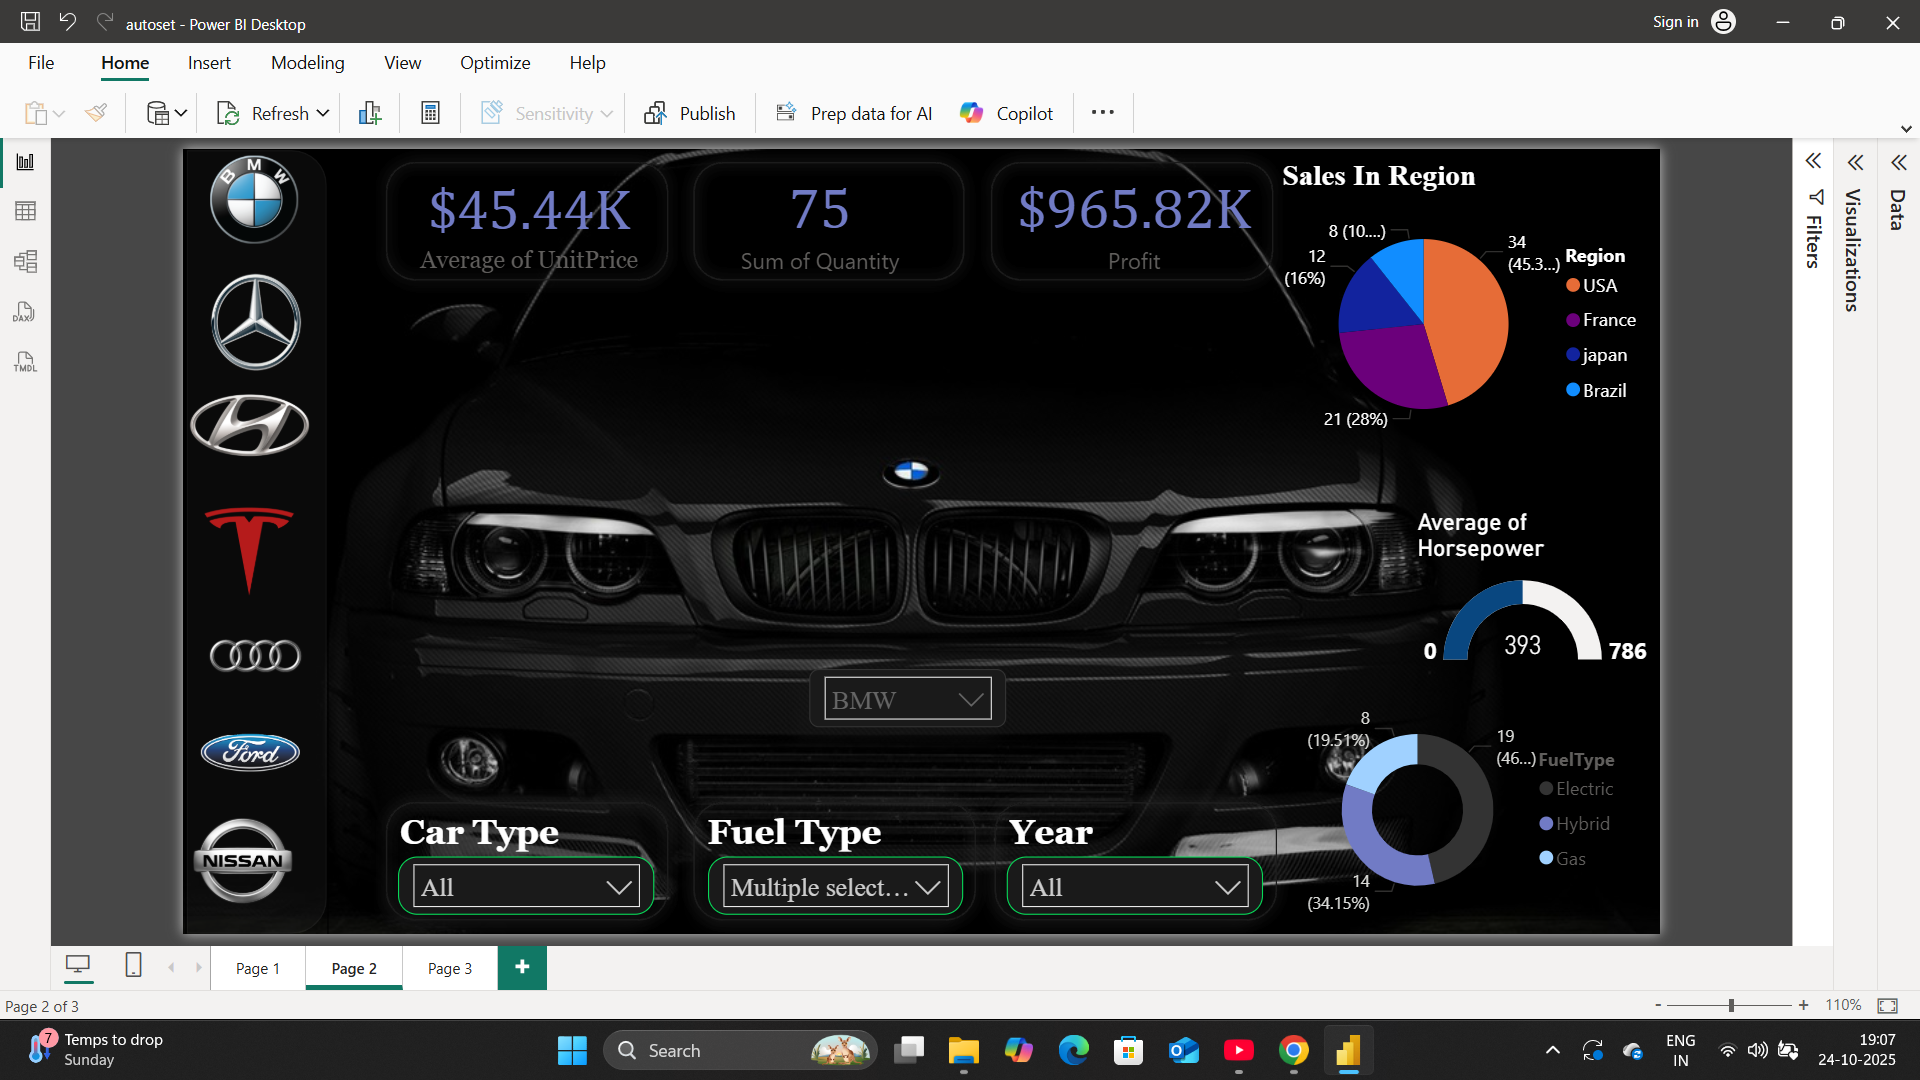 autoset - Power BI Desktop
Sign in
File
Home
Insert
Modeling
View
Optimize
Help
Refresh
Sensitivity
Publish
Prep data for AI
Copilot
DAX
TMDL
BMW
NISSAN
Ford
$45.44K
Average of UnitPrice
75
Sum of Quantity
$965.82K
Profit
Sales In Region
8 (10....)
12
(16%)
34
(45.3...)
21 (28%)
Region
USA
France
japan
Brazil
Average of
Horsepower
0
393
786
BMW
8
(19.51%)
19
(46...)
14
(34.15%)
FuelType
Electric
Hybrid
Gas
Car Type
All
Fuel Type
Multiple select...
Year
All
Filters
Visualizations
Data
Page 1
Page 2
Page 3
Page 2 of 3
110%
7
Temps to drop
Sunday
Search
ENG
IN
19:07
24-10-2025